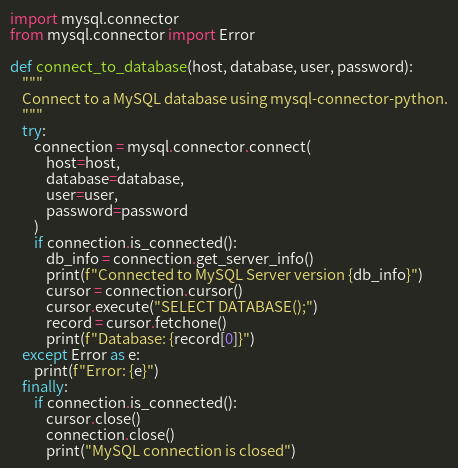 import mysql.connector
from mysql.connector import Error

def connect_to_database(host, database, user, password):
    """
    Connect to a MySQL database using mysql-connector-python.
    """
    try:
        connection = mysql.connector.connect(
            host=host,
            database=database,
            user=user,
            password=password
        )
        if connection.is_connected():
            db_info = connection.get_server_info()
            print(f"Connected to MySQL Server version {db_info}")
            cursor = connection.cursor()
            cursor.execute("SELECT DATABASE();")
            record = cursor.fetchone()
            print(f"Database: {record[0]}")
    except Error as e:
        print(f"Error: {e}")
    finally:
        if connection.is_connected():
            cursor.close()
            connection.close()
            print("MySQL connection is closed")